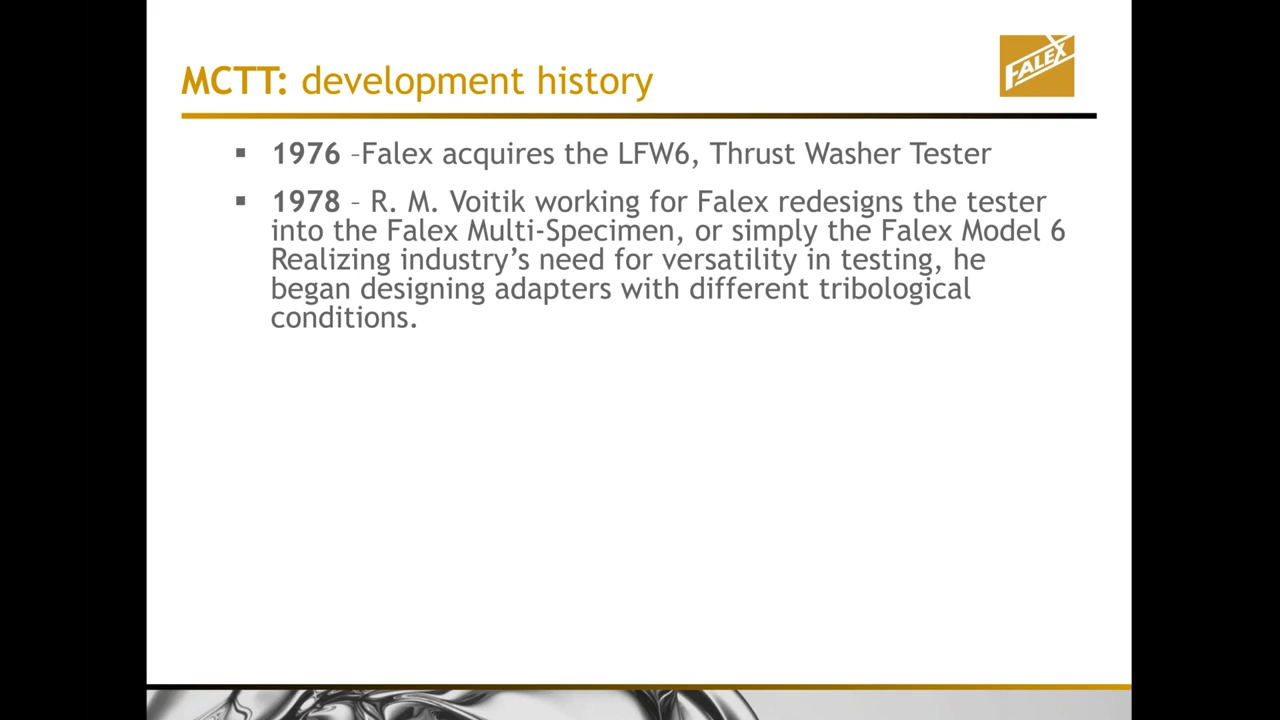 MCTT: development history
FALEX
▪ 1976 –Falex acquires the LFW6, Thrust Washer Tester
▪ 1978 – R. M. Voitik working for Falex redesigns the tester
into the Falex Multi-Specimen, or simply the Falex Model 6
Realizing industry’s need for versatility in testing, he
began designing adapters with different tribological
conditions.